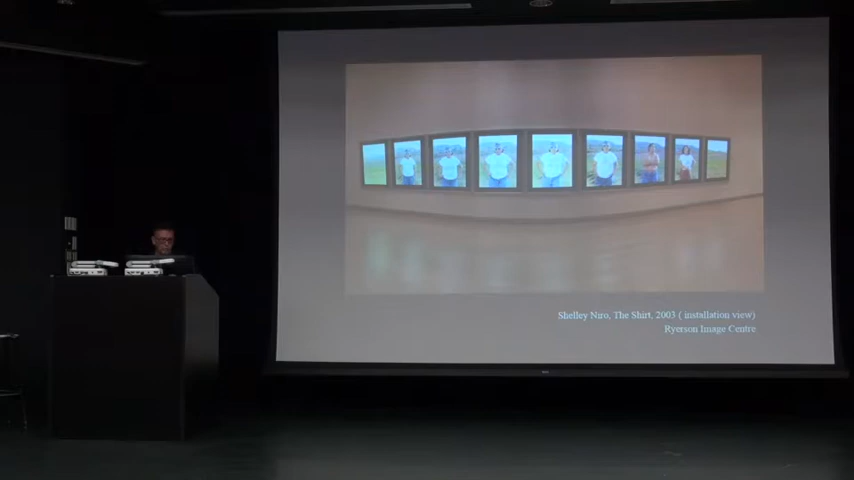 Shelley Niro, The Shirt, 2003 ( installation view)
Ryerson Image Centre